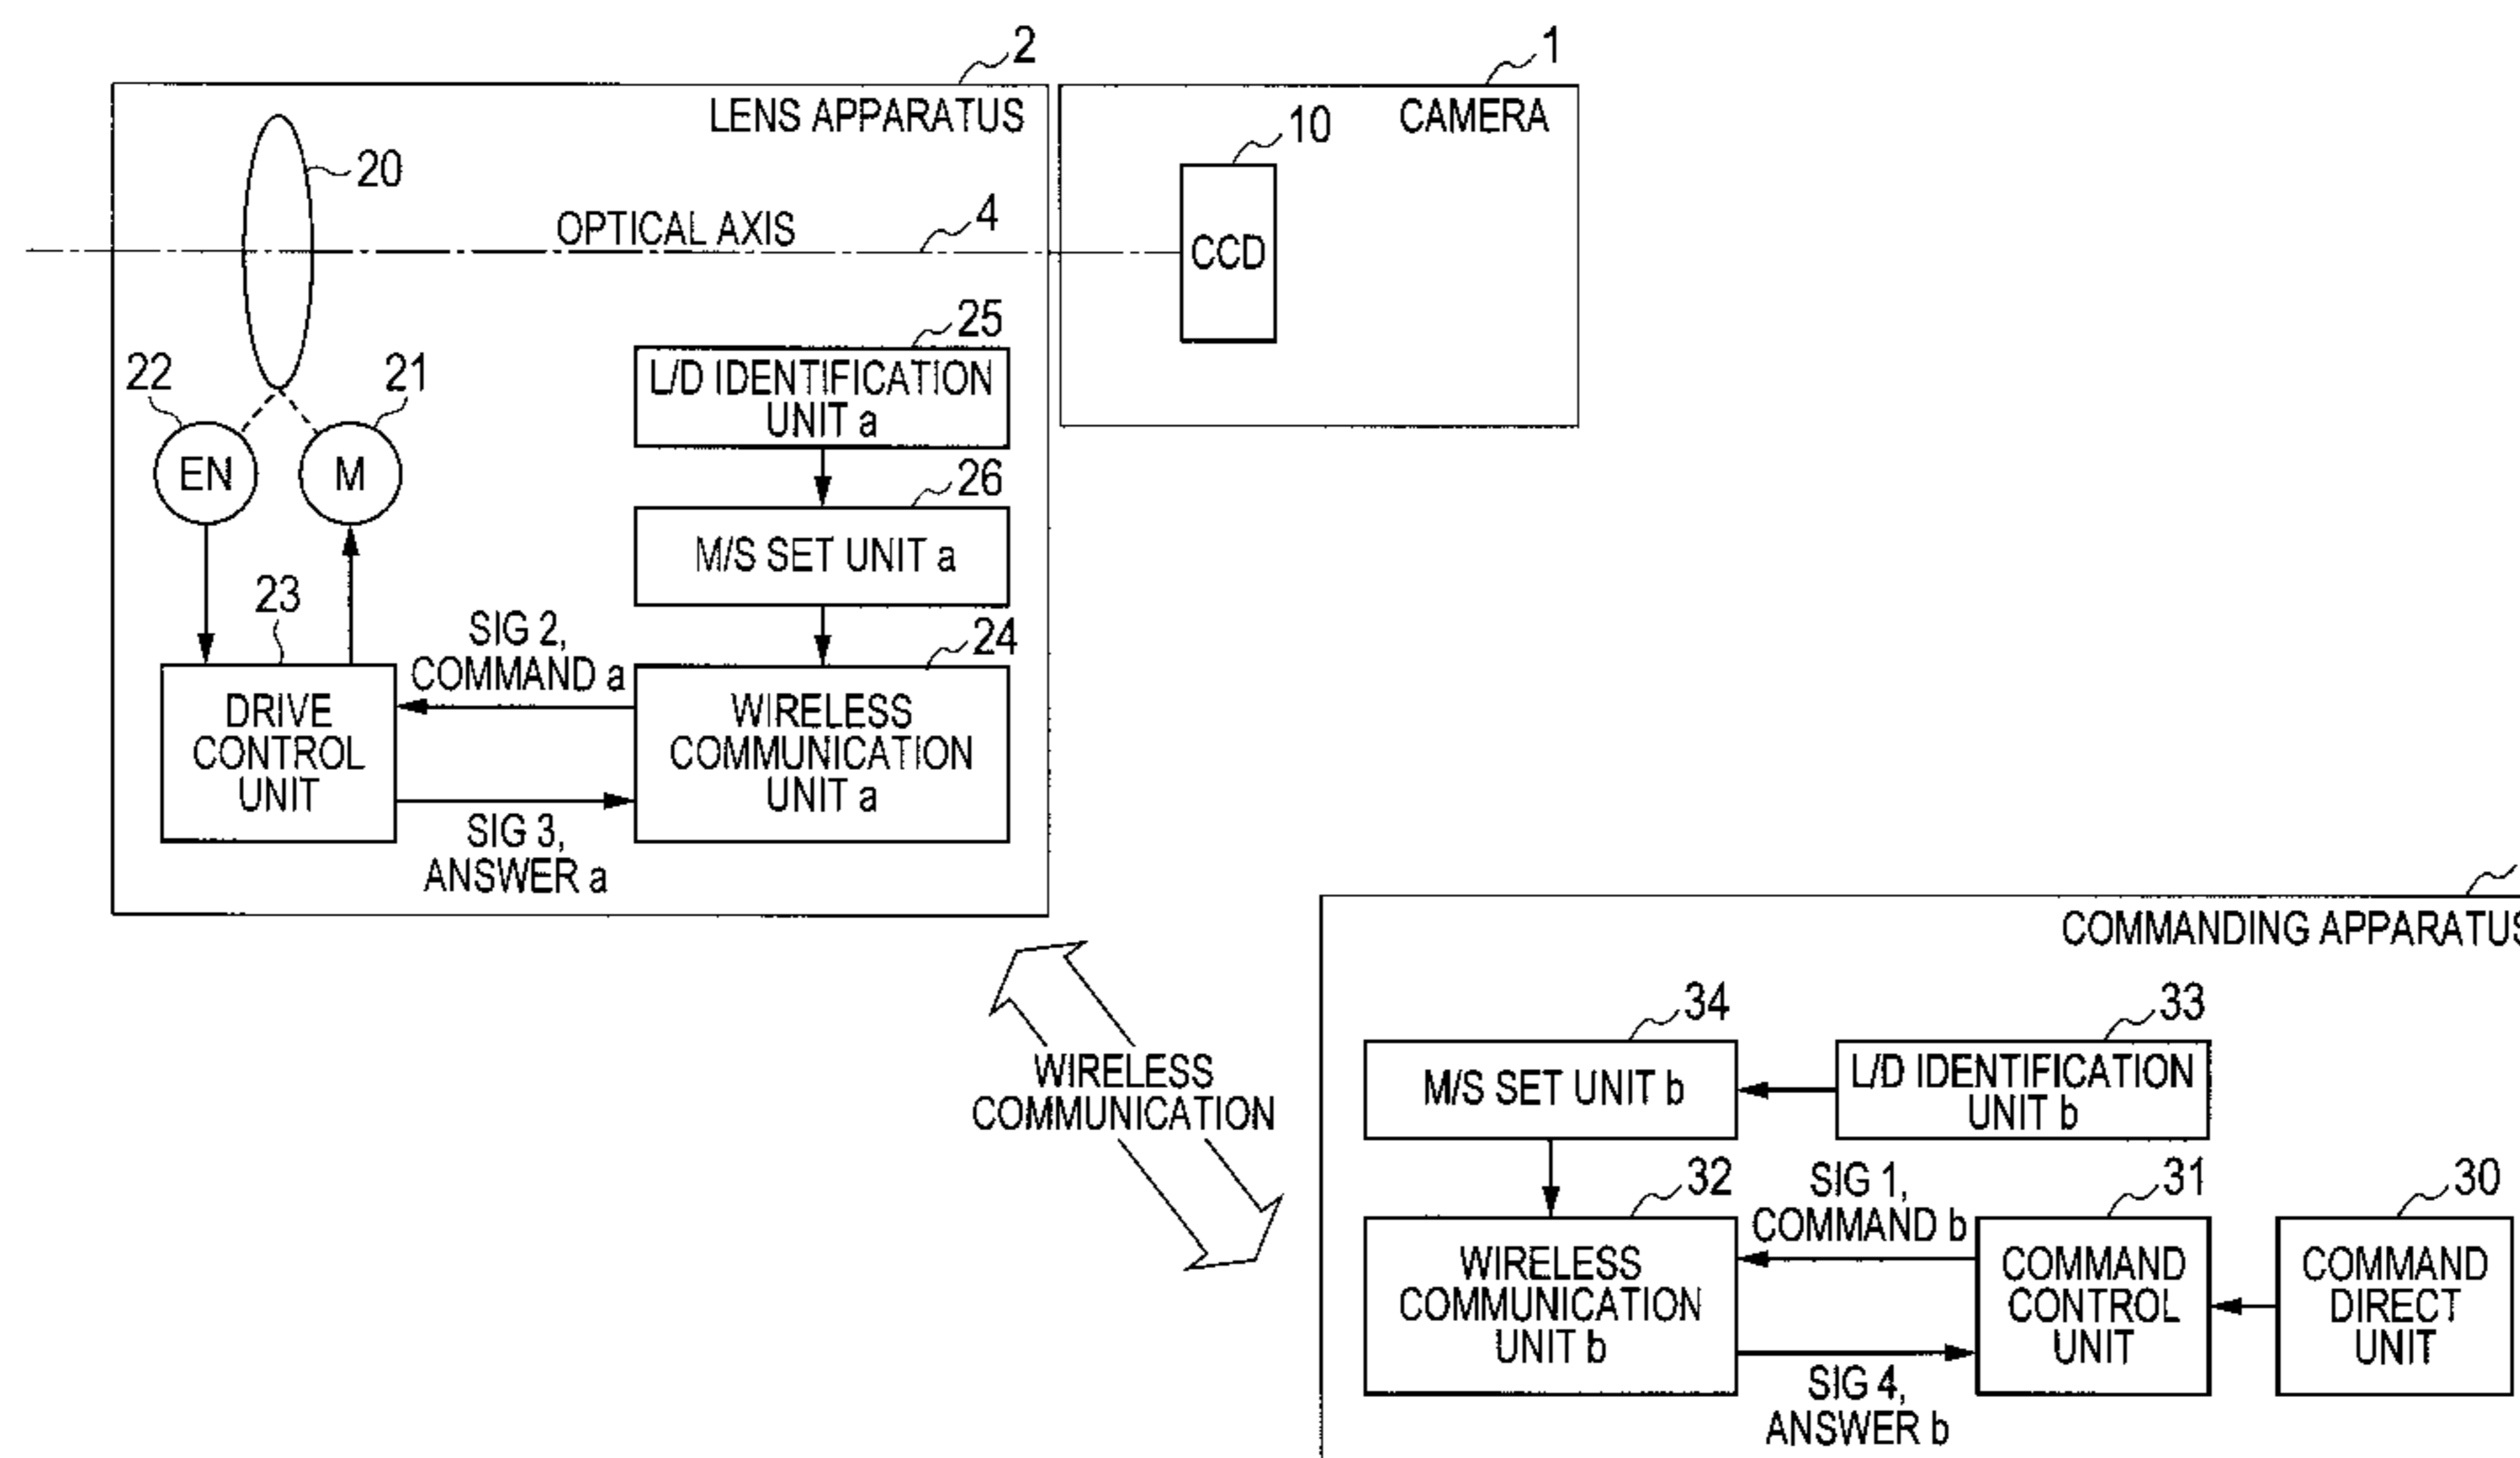 2
LENS APPARATUS
1
CAMERA
10
CCD
20
OPTICAL AXIS
4
25
L/D IDENTIFICATION
UNIT a
22
21
EN
M
26
M/S SET UNIT a
23
SIG 2,
COMMAND a
24
DRIVE
CONTROL
UNIT
WIRELESS
COMMUNICATION
UNIT a
SIG 3,
ANSWER a
COMMANDING APPARATUS
WIRELESS
COMMUNICATION
34
M/S SET UNIT b
33
L/D IDENTIFICATION
UNIT b
32
SIG 1,
COMMAND b
31
30
WIRELESS
COMMUNICATION
UNIT b
COMMAND
CONTROL
UNIT
COMMAND
DIRECT
UNIT
SIG 4,
ANSWER b